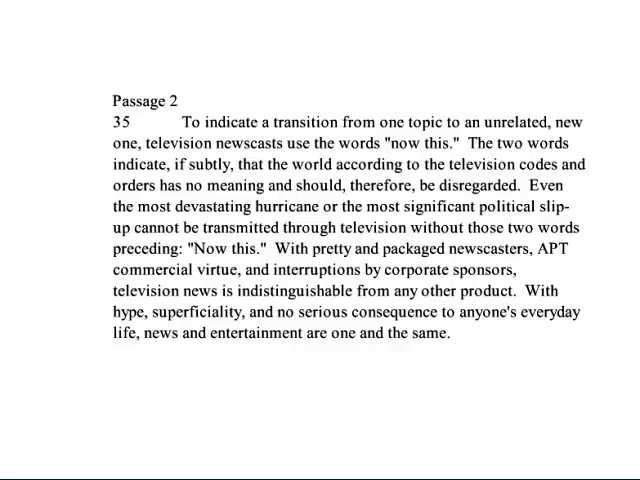 Passage 2
35 To indicate a transition from one topic to an unrelated, new
one, television newscasts use the words "now this." The two words
indicate, if subtly, that the world according to the television codes and
orders has no meaning and should, therefore, be disregarded. Even
the most devastating hurricane or the most significant political slip-
up cannot be transmitted through television without those two words
preceding: "Now this." With pretty and packaged newscasters, APT
commercial virtue, and interruptions by corporate sponsors,
television news is indistinguishable from any other product. With
hype, superficiality, and no serious consequence to anyone's everyday
life, news and entertainment are one and the same.